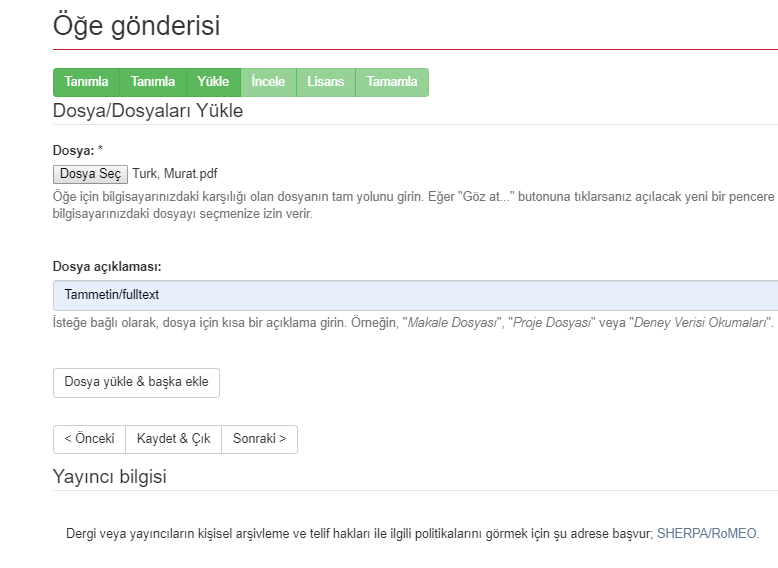 Öğe gönderisi
Tanımla Tanımla Yükle İncele Lisans Tamamla
Dosya/Dosyaları Yükle
Dosya: *
Dosya Seç Turk, Murat.pdf
Öğe için bilgisayarınızdaki karşılığı olan dosyanın tam yolunu girin. Eğer "Göz at..." butonuna tıklarsanız açılacak yeni bir pencere
bilgisayarınızdaki dosyayı seçmenize izin verir.
Dosya açıklaması:
Tammetin/fulltext
İsteğe bağlı olarak, dosya için kısa bir açıklama girin. Örneğin, "Makale Dosyası", "Proje Dosyası" veya "Deney Verisi Okumaları".
Dosya yükle & başka ekle
< Önceki Kaydet & Çık Sonraki >
Yayıncı bilgisi
Dergi veya yayıncıların kişisel arşivleme ve telif hakları ile ilgili politikalarını görmek için şu adrese başvur; SHERPA/RoMEO.